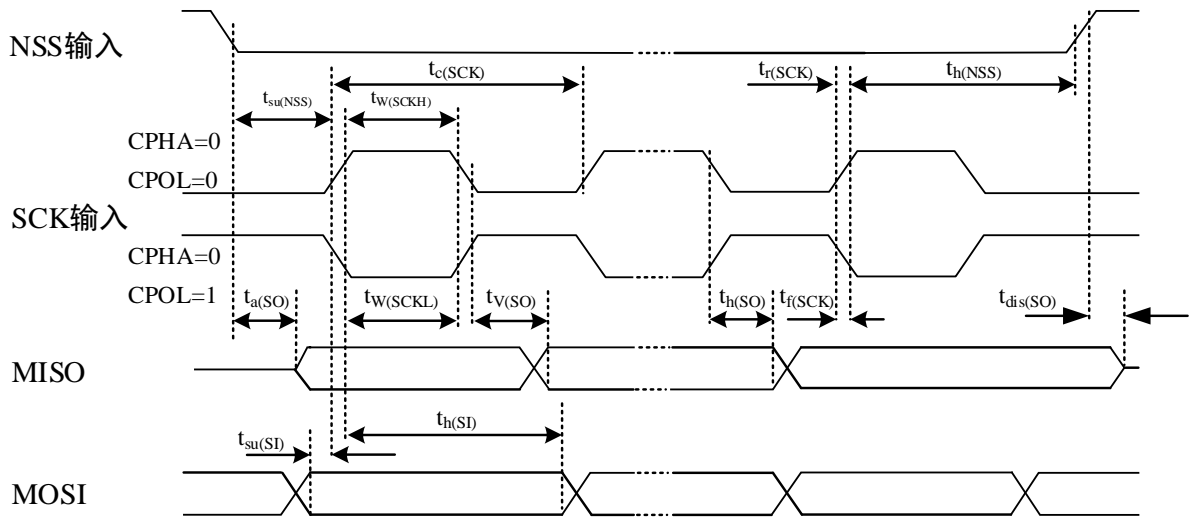 NSS输入
tc(SCK)
tr(SCK)
th(NSS)
tsu(NSS)
tW(SCKH)
CPHA=0
CPOL=0
SCK输入
CPHA=0
CPOL=1
ta(SO)
tW(SCKL)
tV(SO)
th(SO)
tf(SCK)
tdis(SO)
MISO
th(SI)
tsu(SI)
MOSI